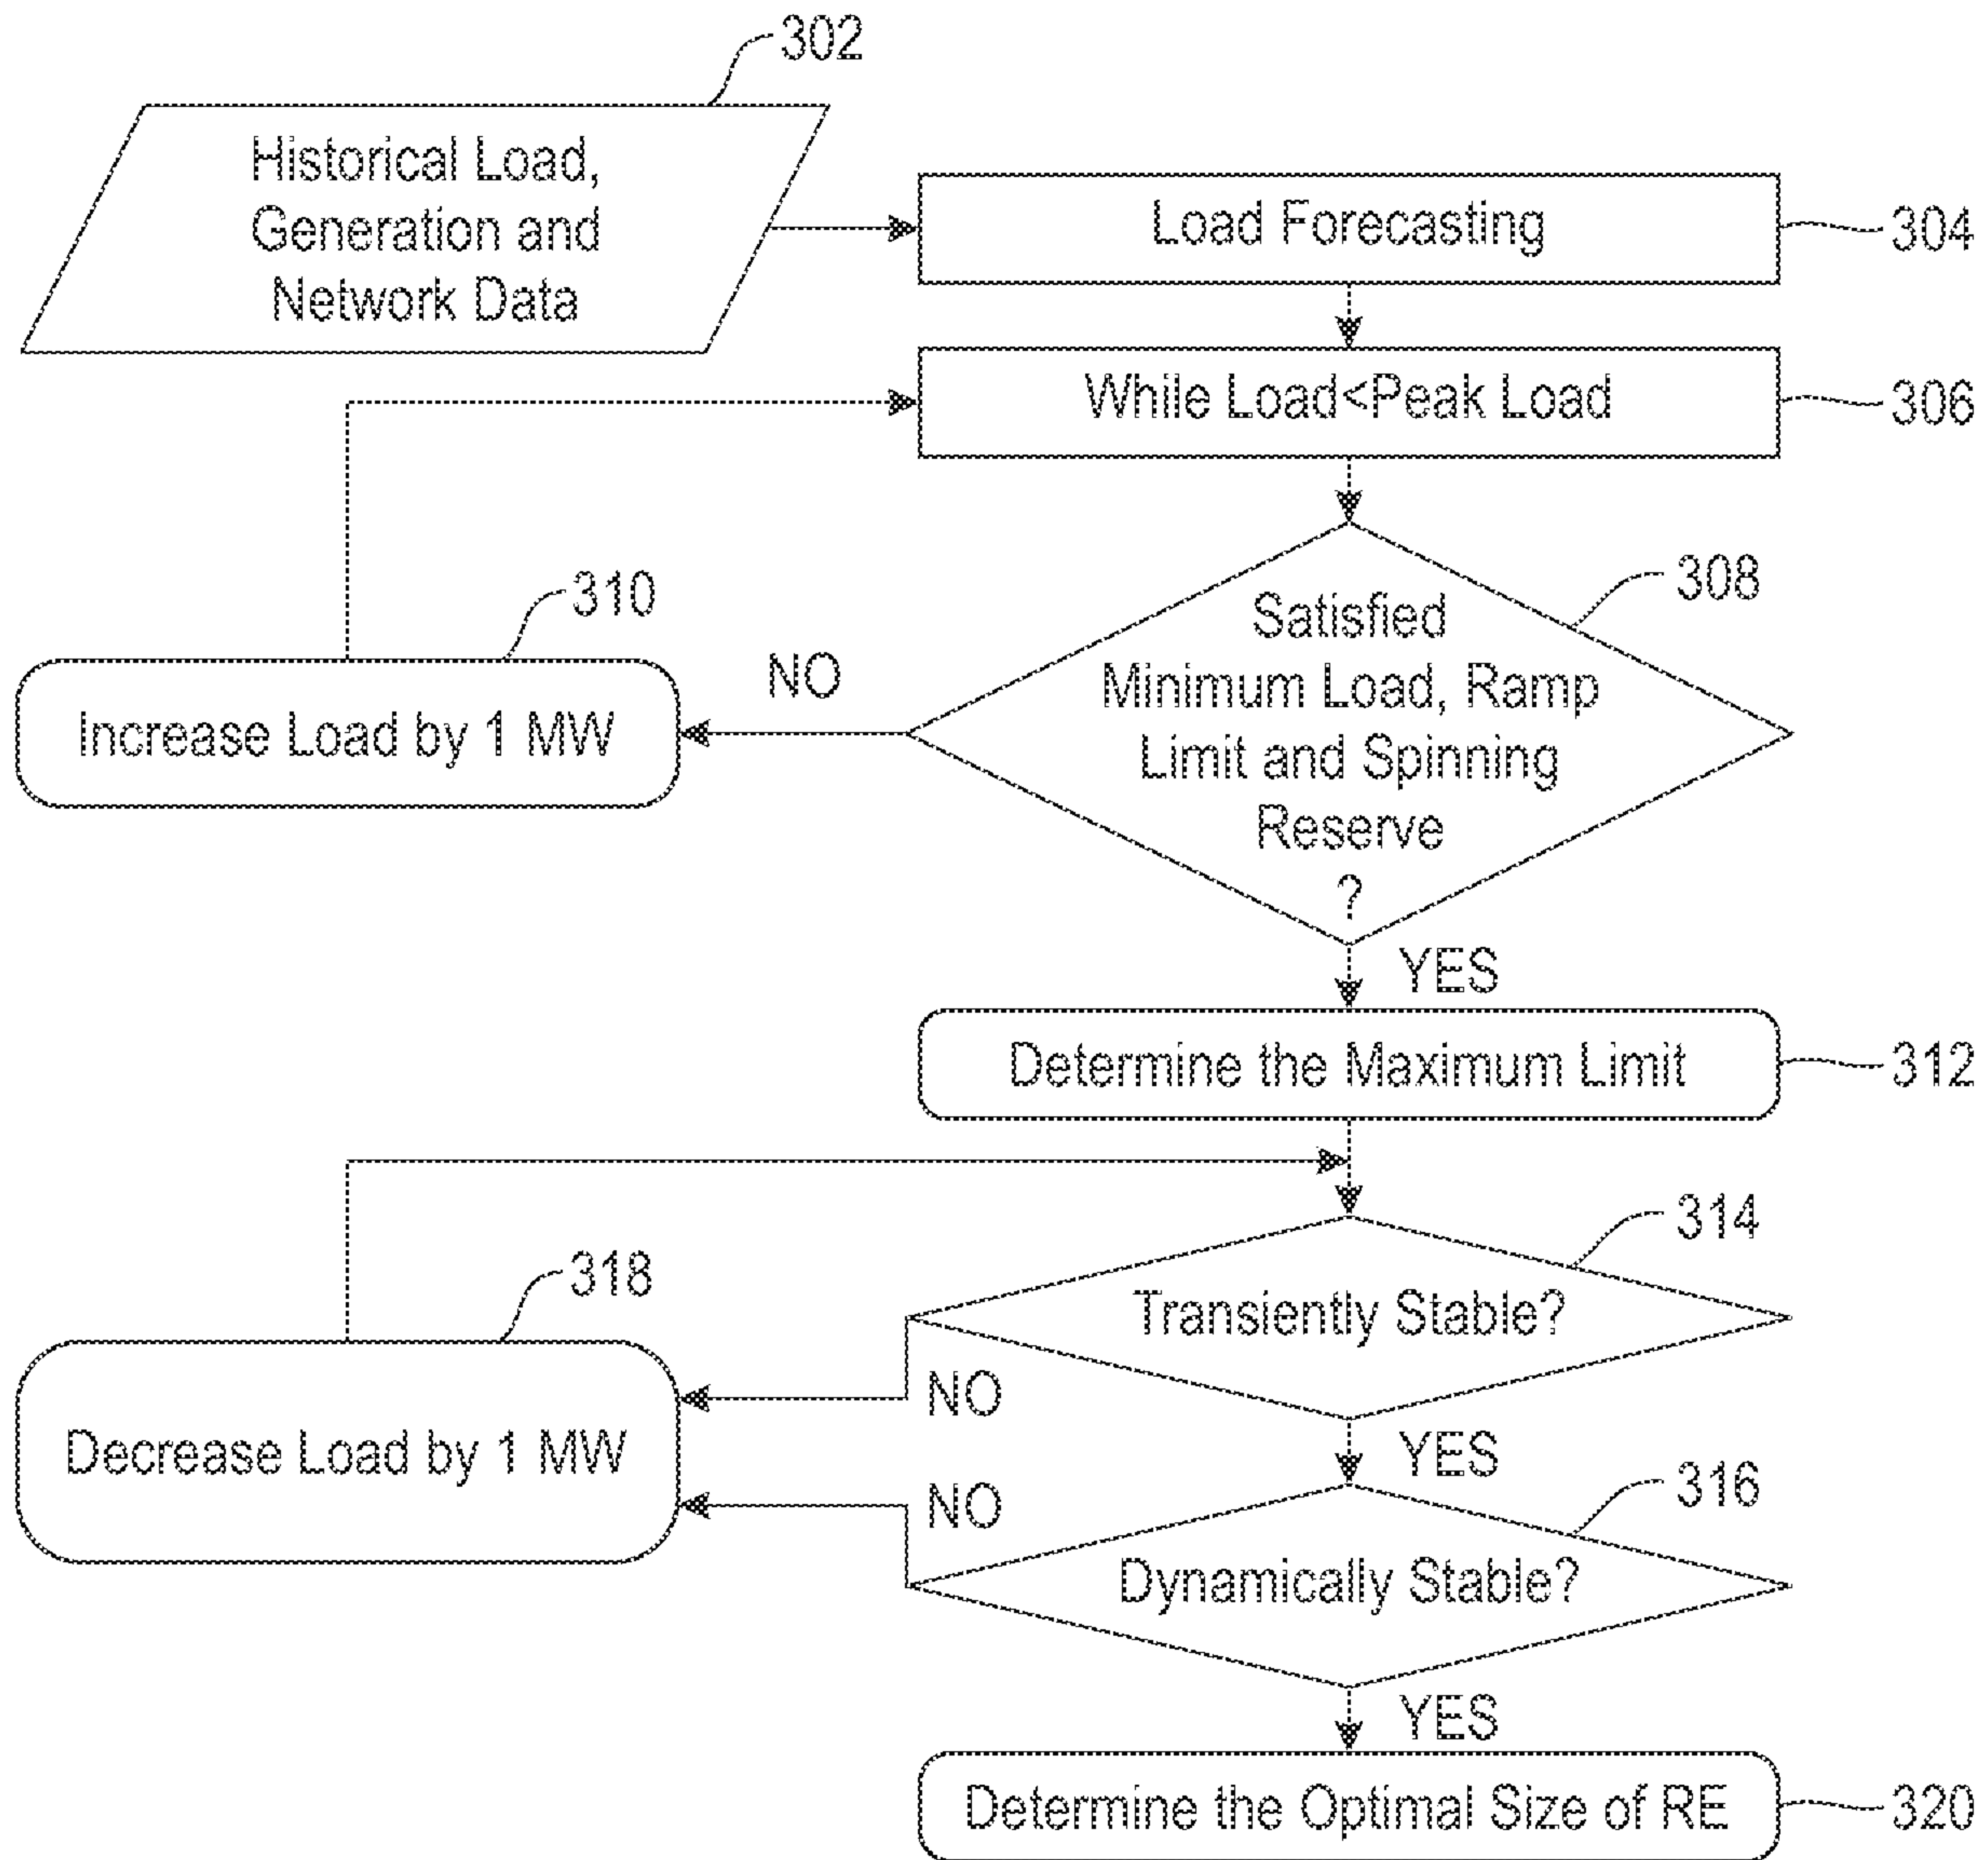 302
Historical Load,
Generation and
Network Data
Load Forecasting
304
While Load<Peak Load
306
308
Satisfied
Minimum Load, Ramp
Limit and Spinning
Reserve
?
310
NO
Increase Load by 1 MW
YES
Determine the Maximum Limit
312
314
Transiently Stable?
318
NO
Decrease Load by 1 MW
YES
316
NO
Dynamically Stable?
YES
Determine the Optimal Size of RE
320